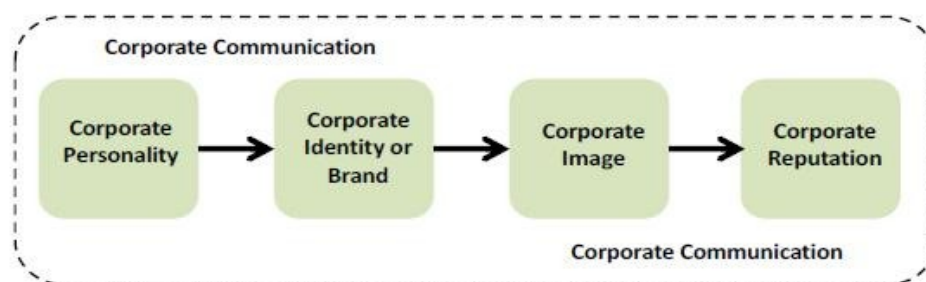 Corporate Communication
Corporate
Personality
Corporate
Identity or
Brand
Corporate
Image
Corporate
Reputation
Corporate Communication